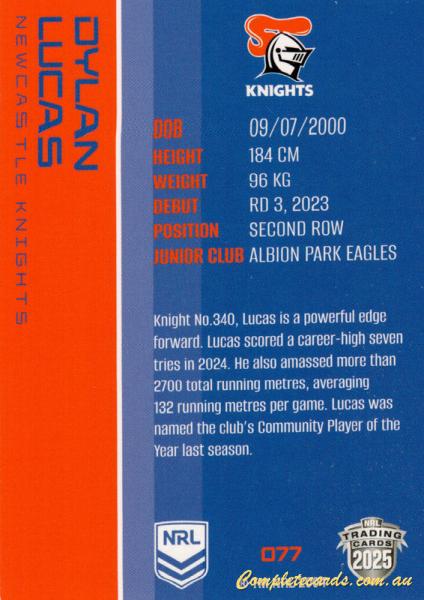 DYLAN
LUCAS
NEWCASTLE KNIGHTS
KNIGHTS
DOB 09/07/2000
HEIGHT 184 CM
WEIGHT 96 KG
DEBUT RD 3, 2023
POSITION SECOND ROW
JUNIOR CLUB ALBION PARK EAGLES
Knight No.340, Lucas is a powerful edge
forward. Lucas scored a career-high seven
tries in 2024. He also amassed more than
2700 total running metres, averaging
132 running metres per game. Lucas was
named the club's Community Player of the
Year last season.
NRL
077
NRL
TRADING
CARDS
2025
Completecards.com.au